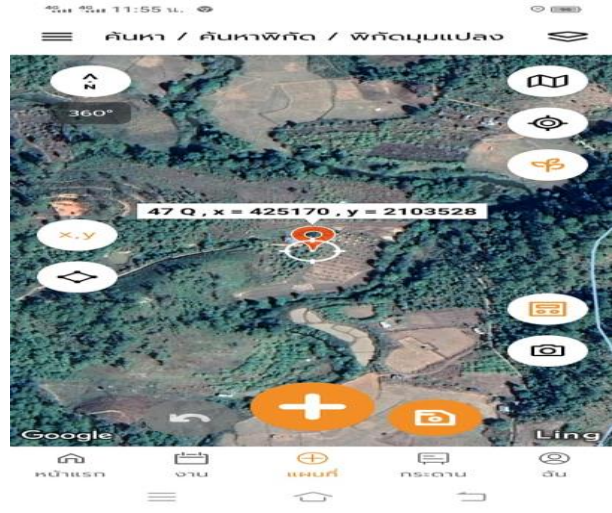 4G 4G 11:55 น.
ค้นหา / ค้นหาพิกัด / พิกัดมุมแปลง
N
360°
47 Q , x = 425170 , y = 2103528
x,y
Google
Ling
หน้าแรก งาน แผนที่ กระดาน ฉัน